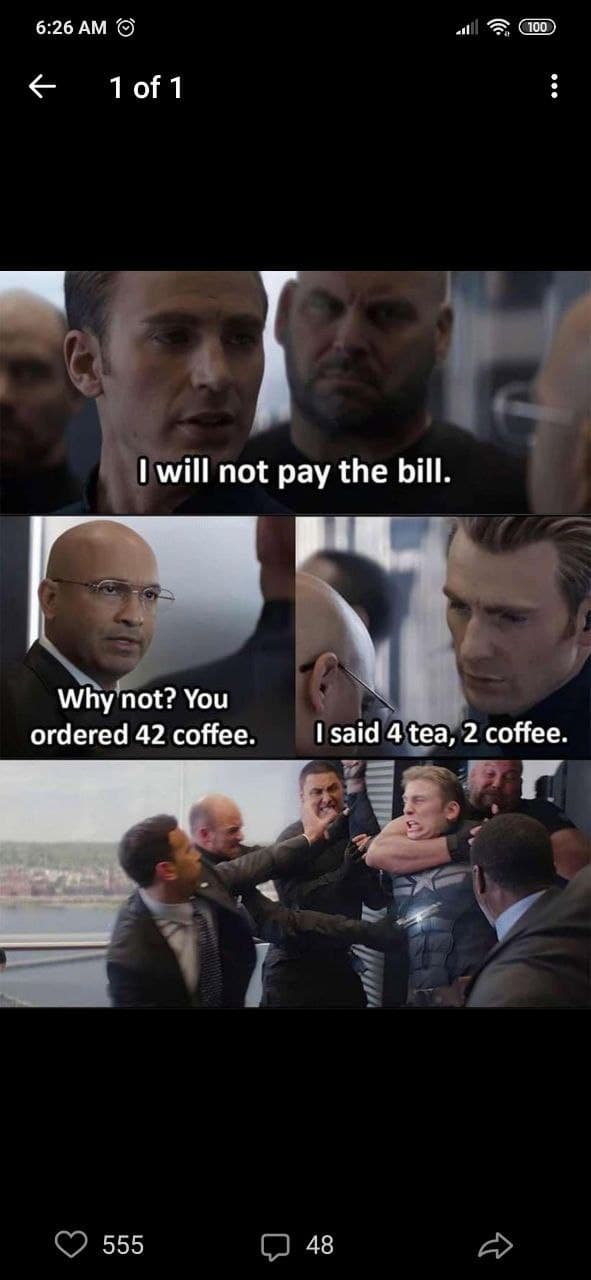 6:26 AM
100
1 of 1
I will not pay the bill.
Why not? You
ordered 42 coffee.
I said 4 tea, 2 coffee.
555
48